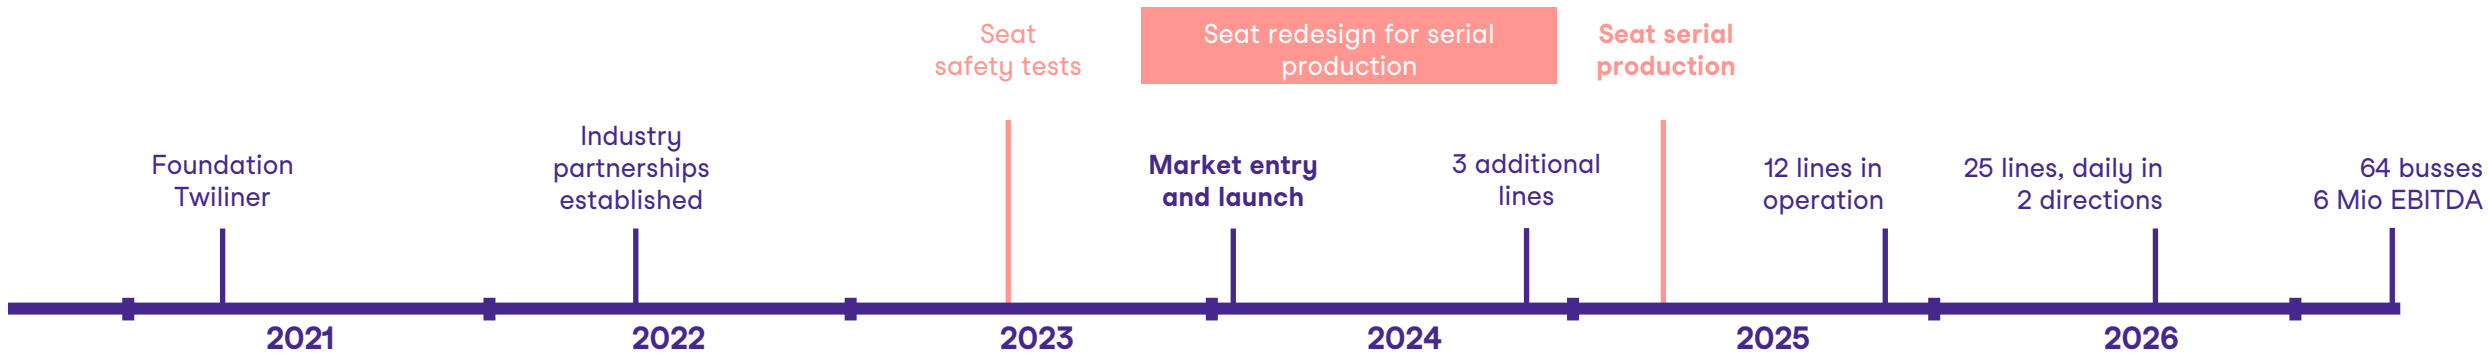 Seat
safety tests
Seat redesign for serial
production
Seat serial
production
Foundation
Twiliner
Industry
partnerships
established
Market entry
and launch
3 additional
lines
12 lines in
operation
25 lines, daily in
2 directions
64 busses
6 Mio EBITDA
2021
2022
2023
2024
2025
2026